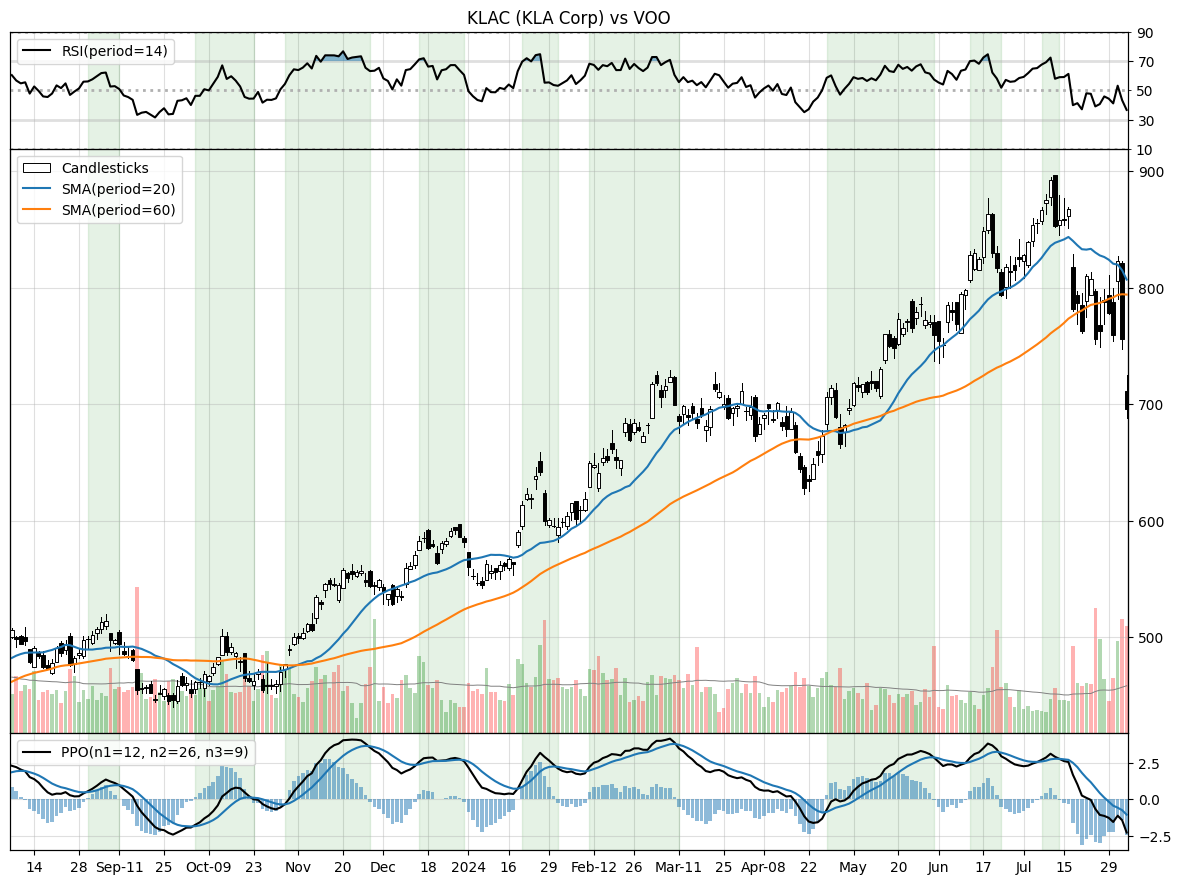 KLAC (KLA Corp) vs VOO
RSI(period=14)
90
70
50
30
10
Candlesticks
SMA(period=20)
SMA(period=60)
900
800
700
600
500
PPO(n1=12, n2=26, n3=9)
2.5
0.0
−2.5
14 28 Sep-11 25 Oct-09 23 Nov 20 Dec 18 2024 16 29 Feb-12 26 Mar-11 25 Apr-08 22 May 20 Jun 17 Jul 15 29